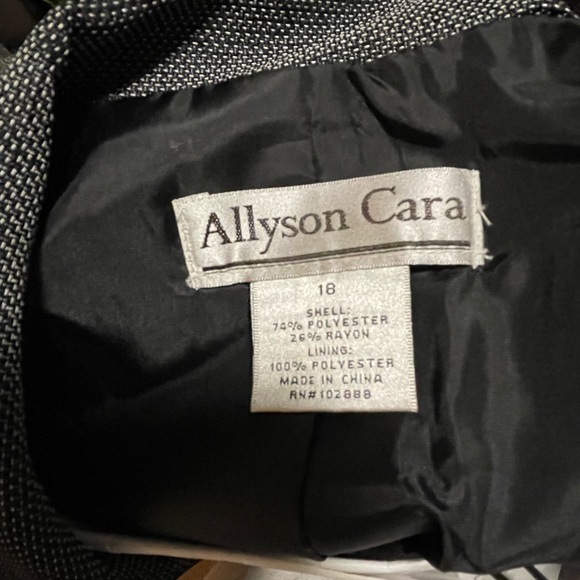 Allyson Cara
18
SHELL:
74% POLYESTER
26% RAYON
LINING:
100% POLYESTER
MADE IN CHINA
RN#102888